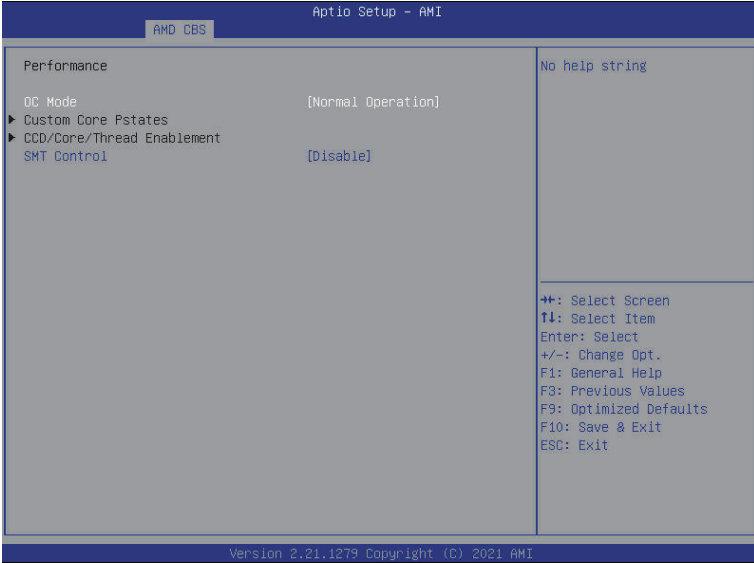 Aptio Setup – AMI
AMD CBS
Performance
OC Mode [Normal Operation]
Custom Core Pstates
CCD/Core/Thread Enablement
SMT Control [Disable]
No help string
→←: Select Screen
↑↓: Select Item
Enter: Select
+/-: Change Opt.
F1: General Help
F3: Previous Values
F9: Optimized Defaults
F10: Save & Exit
ESC: Exit
Version 2.21.1279 Copyright (C) 2021 AMI